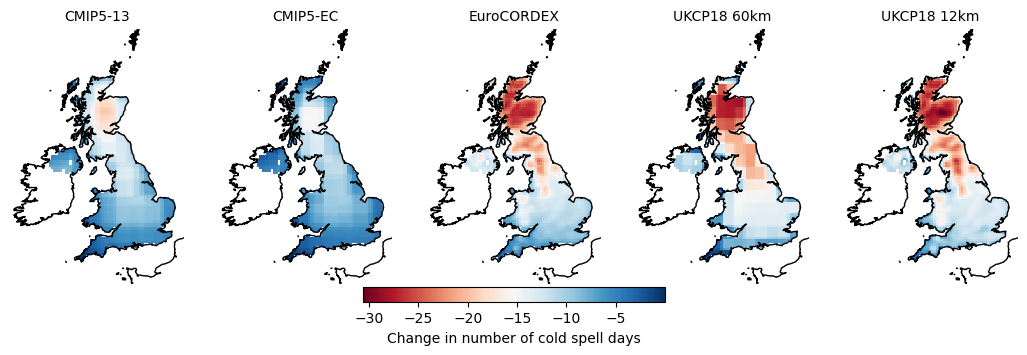 CMIP5-13 CMIP5-EC EuroCORDEX UKCP18 60km UKCP18 12km
−30 −25 −20 −15 −10 −5
Change in number of cold spell days